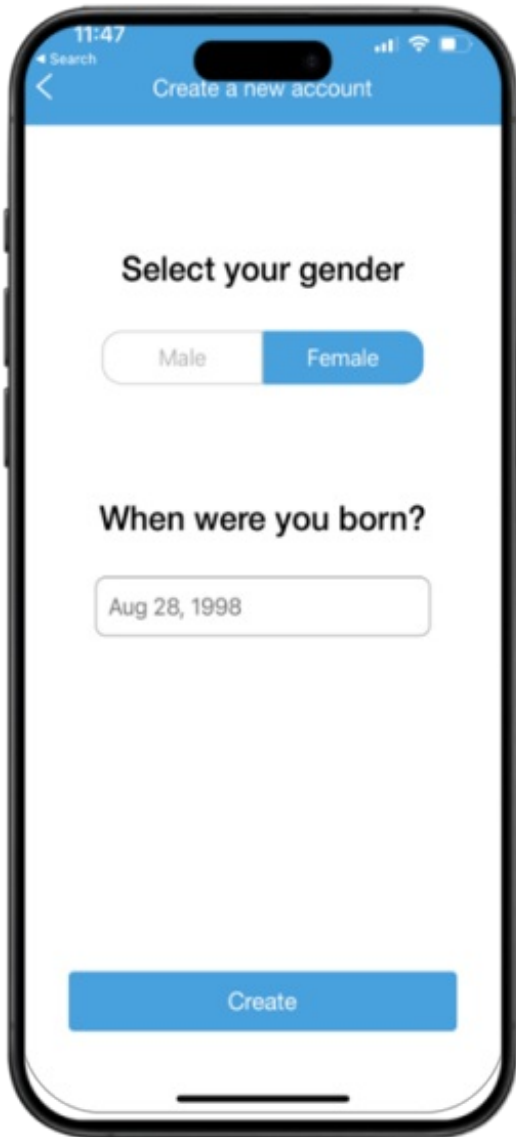 11:47
Search
Create a new account
Select your gender
Male Female
When were you born?
Aug 28, 1998
Create